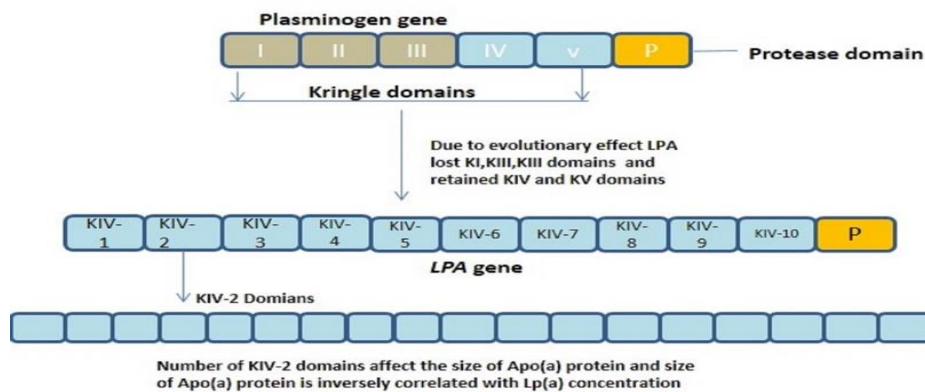 Plasminogen gene
I II III IV v P
Protease domain
Kringle domains
Due to evolutionary effect LPA
lost KI,KIII,KIII domains and
retained KIV and KV domains
KIV-1 KIV-2 KIV-3 KIV-4 KIV-5 KIV-6 KIV-7 KIV-8 KIV-9 KIV-10 P
LPA gene
KIV-2 Domians
Number of KIV-2 domains affect the size of Apo(a) protein and size
of Apo(a) protein is inversely correlated with Lp(a) concentration